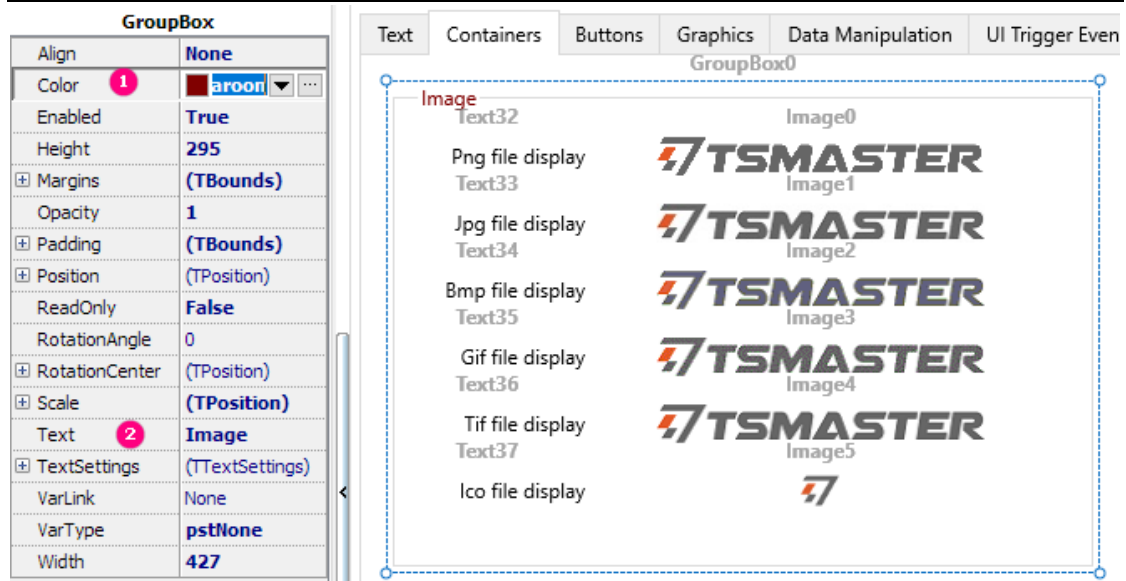 GroupBox
Align None
Color 1 aroon ...
Enabled True
Height 295
Margins (TBounds)
Opacity 1
Padding (TBounds)
Position (TPosition)
ReadOnly False
RotationAngle 0
RotationCenter (TPosition)
Scale (TPosition)
Text 2 Image
TextSettings (TTextSettings)
VarLink None
VarType pstNone
Width 427
Text Containers Buttons Graphics Data Manipulation UI Trigger Even
GroupBox0
Image
Text32 Image0
Png file display TSMASTER
Text33 Image1
Jpg file display TSMASTER
Text34 Image2
Bmp file display TSMASTER
Text35 Image3
Gif file display TSMASTER
Text36 Image4
Tif file display TSMASTER
Text37 Image5
Ico file display